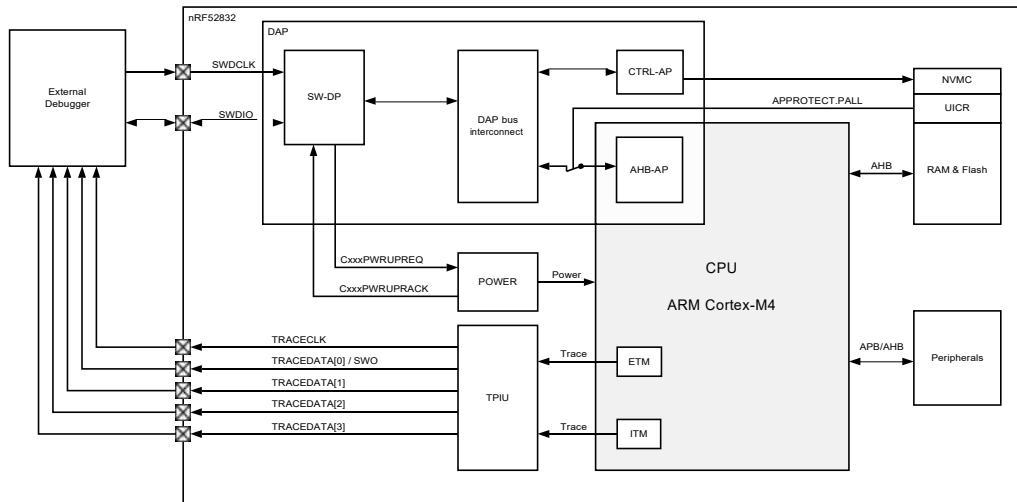 nRF52832
DAP
External
Debugger
SWDCLK
SWDIO
SW-DP
DAP bus
interconnect
CTRL-AP
AHB-AP
APPROTECT.PALL
NVMC
UICR
RAM & Flash
AHB
CPU
ARM Cortex-M4
CxxxPWRUPREQ
CxxxPWRUPRACK
POWER
Power
TRACECLK
TRACEDATA[0] / SWO
TRACEDATA[1]
TRACEDATA[2]
TRACEDATA[3]
TPIU
Trace
ETM
Trace
ITM
APB/AHB
Peripherals